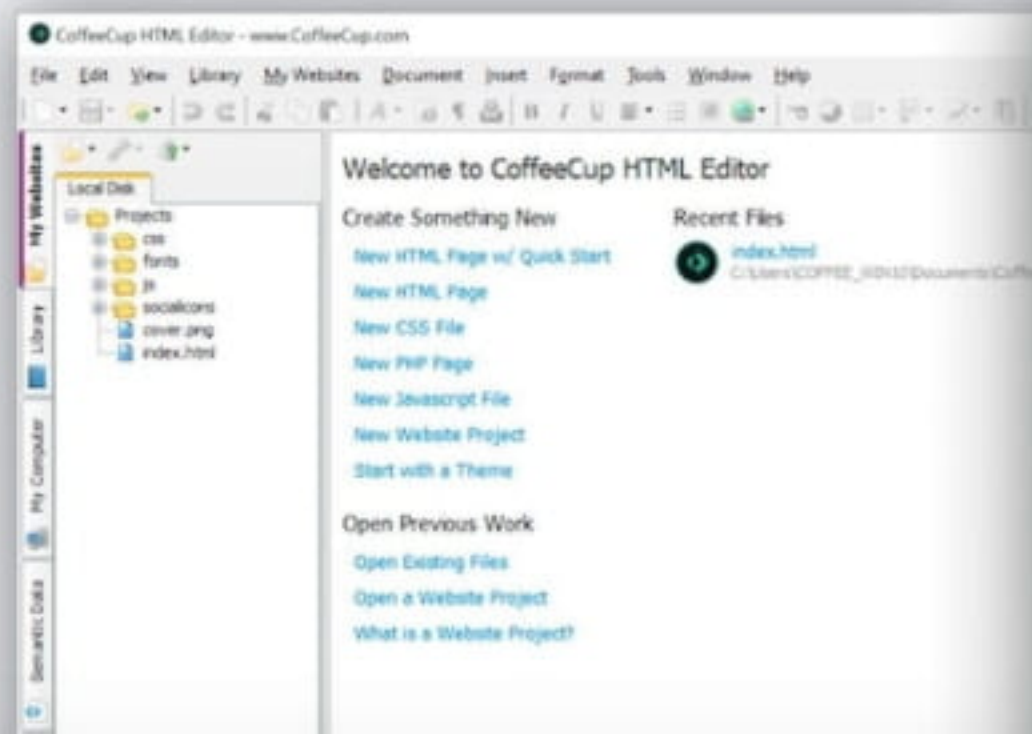 CoffeeCup HTML Editor - www.CoffeeCup.com
File Edit View Library My Websites Document Insert Format Tools Window Help
My Websites
Library
My Computer
Semantic Data
Local Disk
Projects
css
fonts
js
socialicons
cover.png
index.html
Welcome to CoffeeCup HTML Editor
Create Something New
New HTML Page w/ Quick Start
New HTML Page
New CSS File
New PHP Page
New Javascript File
New Website Project
Start with a Theme
Open Previous Work
Open Existing Files
Open a Website Project
What is a Website Project?
Recent Files
index.html